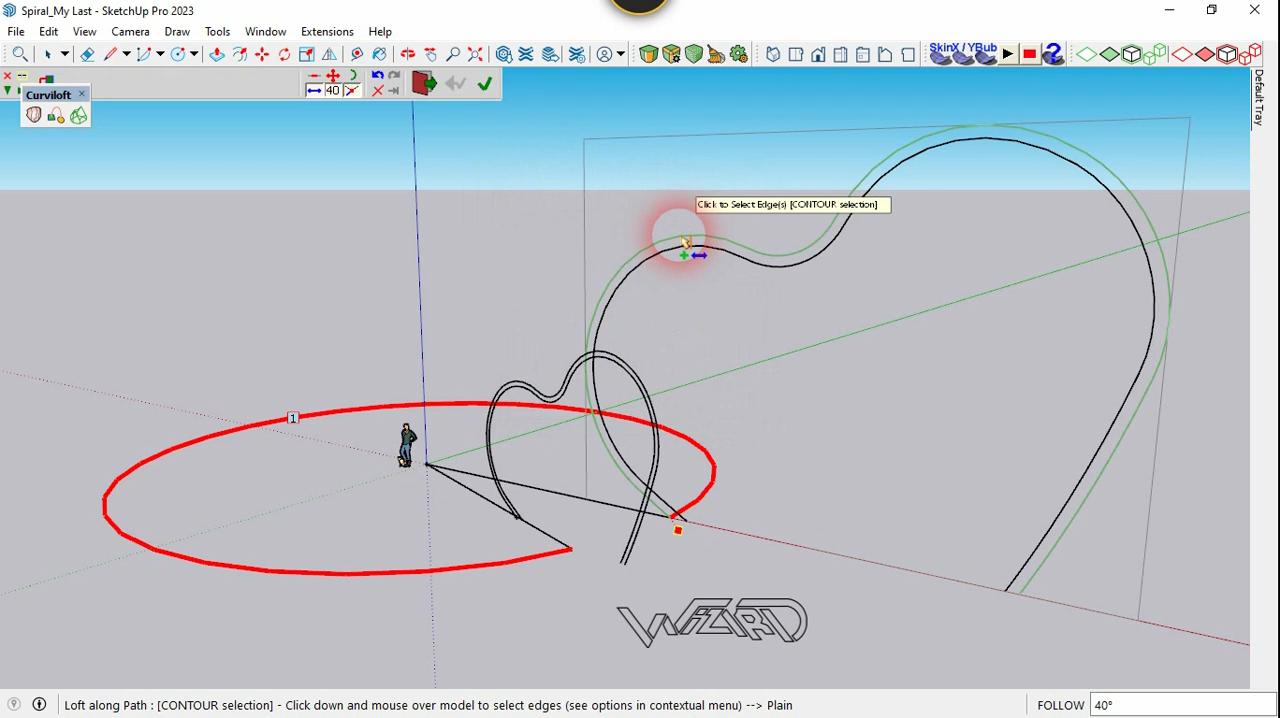 Spiral_My Last - SketchUp Pro 2023
File Edit View Camera Draw Tools Window Extensions Help
SkinX / YBub
40
Curviloft
Default Tray
Click to Select Edge(s) [CONTOUR selection]
1
WIZARD
Loft along Path : [CONTOUR selection] - Click down and mouse over model to select edges (see options in contextual menu) --> Plain
FOLLOW 40°